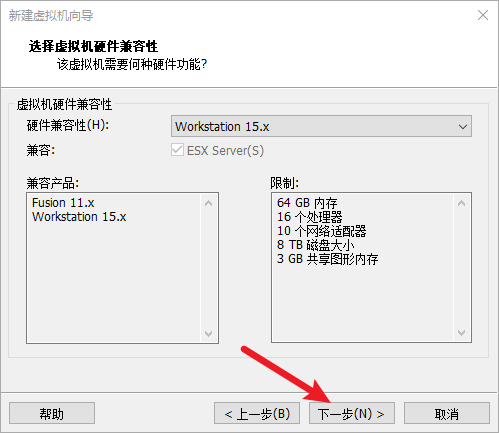 新建虚拟机向导
选择虚拟机硬件兼容性
该虚拟机需要何种硬件功能?
虚拟机硬件兼容性
硬件兼容性(H):
Workstation 15.x
兼容:
ESX Server(S)
兼容产品:
Fusion 11.x
Workstation 15.x
限制:
64 GB 内存
16 个处理器
10 个网络适配器
8 TB 磁盘大小
3 GB 共享图形内存
帮助
< 上一步(B)
下一步(N) >
取消